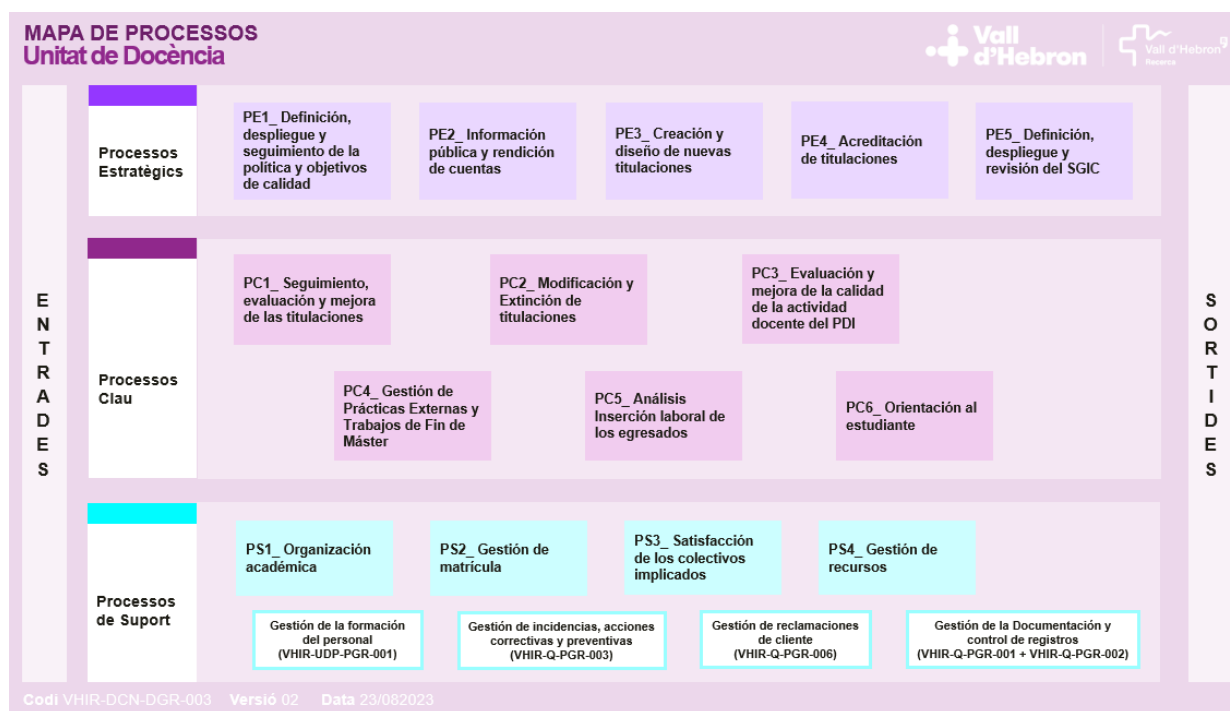 MAPA DE PROCESSOS
Unitat de Docència
Vall
d'Hebron
Vall d'Hebron
Recerca
ENTRADES
Processos
Estratègics
PE1_ Definición,
despliegue y
seguimiento de la
política y objetivos
de calidad
PE2_ Información
pública y rendición
de cuentas
PE3_ Creación y
diseño de nuevas
titulaciones
PE4_ Acreditación
de titulaciones
PE5_ Definición,
despliegue y
revisión del SGIC
Processos
Clau
PC1_ Seguimiento,
evaluación y mejora
de las titulaciones
PC2_ Modificación y
Extinción de
titulaciones
PC3_ Evaluación y
mejora de la calidad
de la actividad
docente del PDI
PC4_ Gestión de
Prácticas Externas y
Trabajos de Fin de
Máster
PC5_ Análisis
Inserción laboral de
los egresados
PC6_ Orientación al
estudiante
Processos
de Suport
PS1_ Organización
académica
PS2_ Gestión de
matrícula
PS3_ Satisfacción
de los colectivos
implicados
PS4_ Gestión de
recursos
Gestión de la formación
del personal
(VHIR-UDP-PGR-001)
Gestión de incidencias, acciones
correctivas y preventivas
(VHIR-Q-PGR-003)
Gestión de reclamaciones
de cliente
(VHIR-Q-PGR-006)
Gestión de la Documentación y
control de registros
(VHIR-Q-PGR-001 + VHIR-Q-PGR-002)
SORTIDES
Codi VHIR-DCN-DGR-003 Versió 02 Data 23/082023